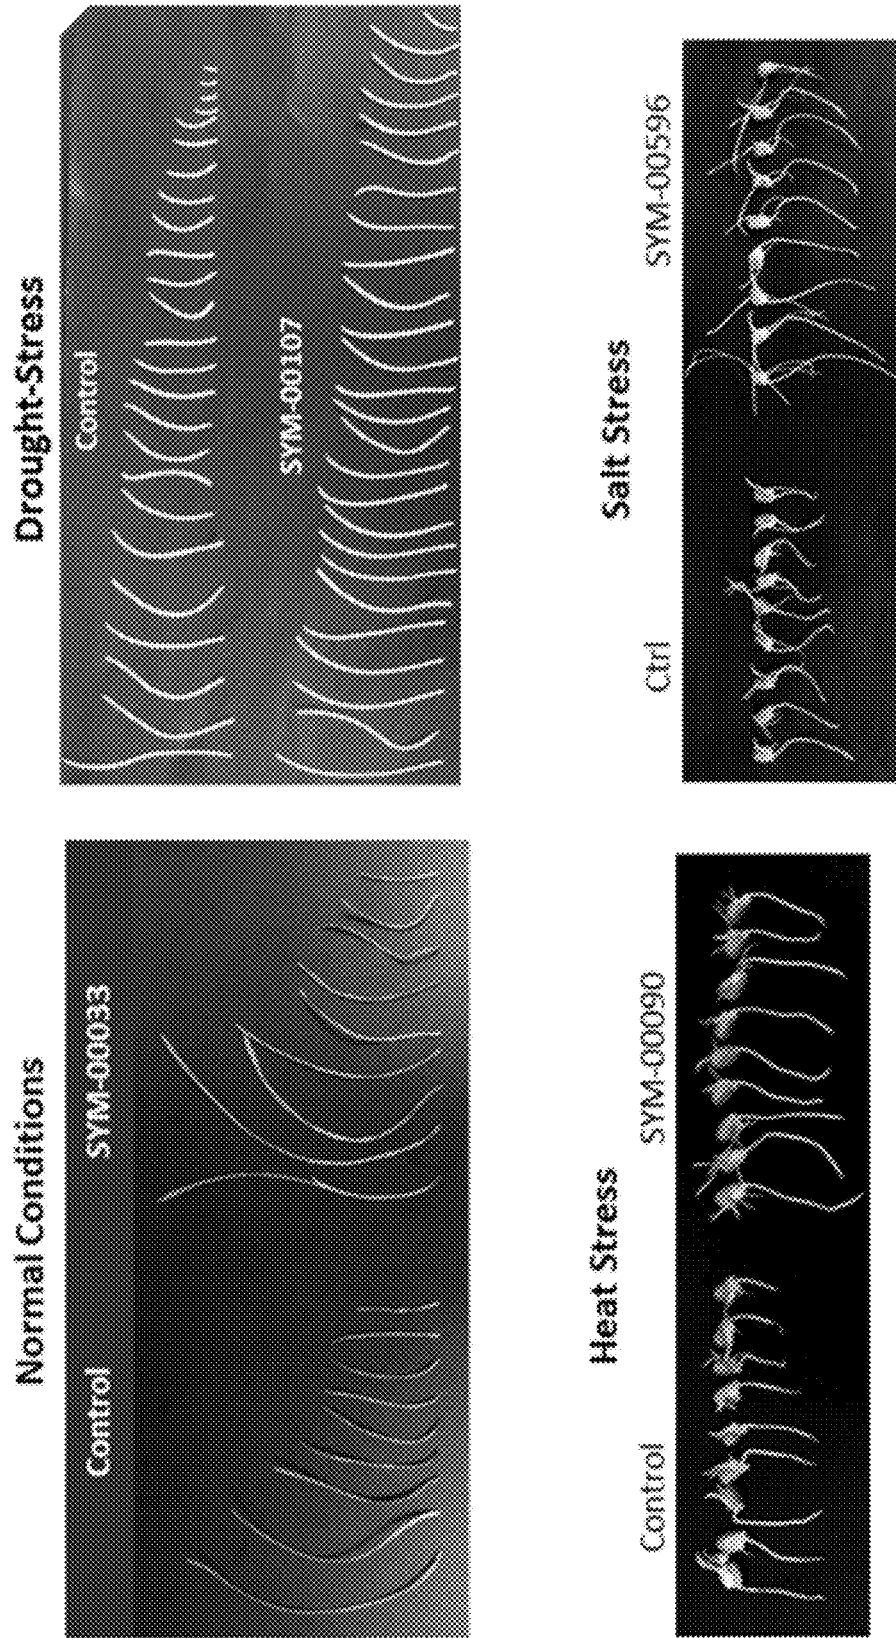 Normal Conditions
Control
SYM-00033
Drought-Stress
Control
SYM-00107
Heat Stress
Control
SYM-00090
Salt Stress
Ctrl
SYM-00596